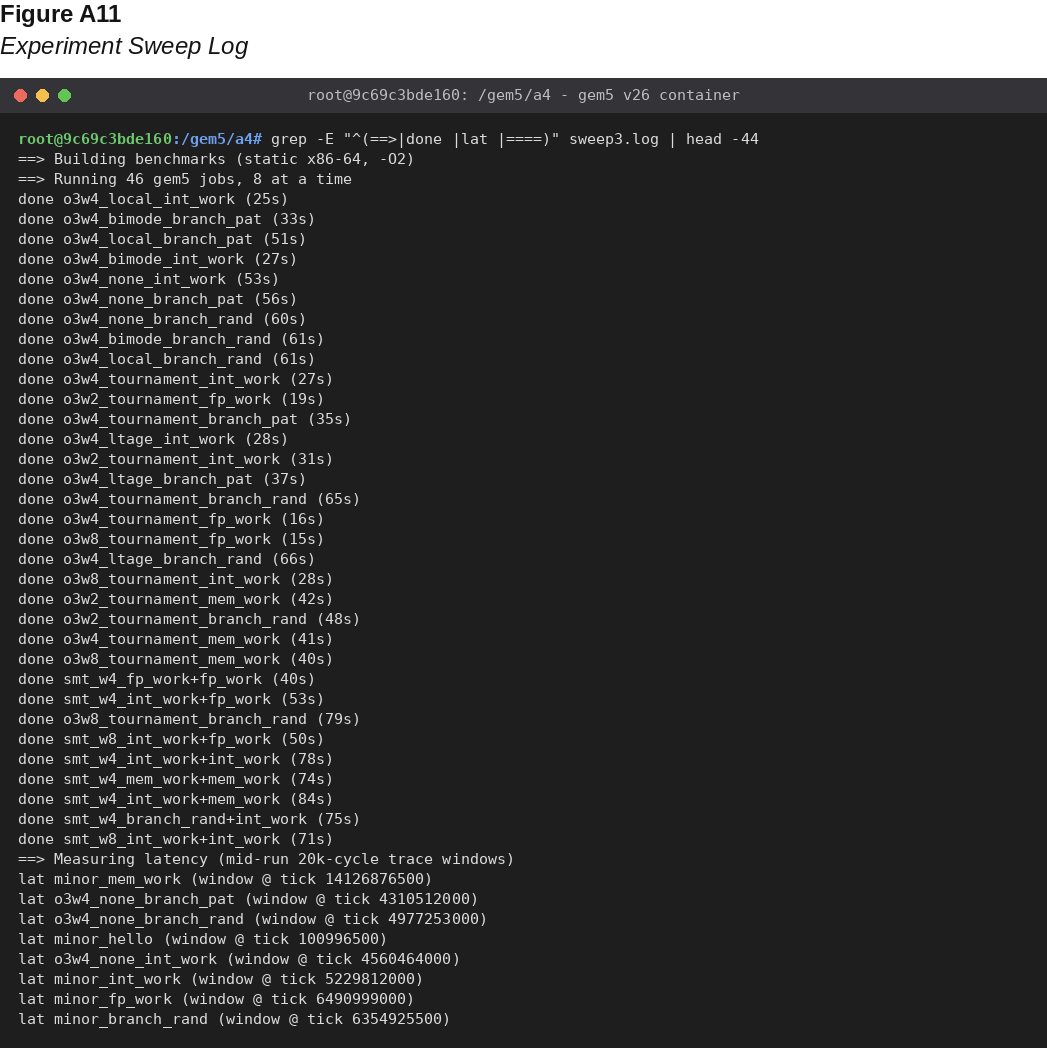 Figure A11
Experiment Sweep Log
root@9c69c3bde160: /gem5/a4 - gem5 v26 container
root@9c69c3bde160:/gem5/a4# grep -E "^(==>|done |lat |====)" sweep3.log | head -44
==> Building benchmarks (static x86-64, -O2)
==> Running 46 gem5 jobs, 8 at a time
done o3w4_local_int_work (25s)
done o3w4_bimode_branch_pat (33s)
done o3w4_local_branch_pat (51s)
done o3w4_bimode_int_work (27s)
done o3w4_none_int_work (53s)
done o3w4_none_branch_pat (56s)
done o3w4_none_branch_rand (60s)
done o3w4_bimode_branch_rand (61s)
done o3w4_local_branch_rand (61s)
done o3w4_tournament_int_work (27s)
done o3w2_tournament_fp_work (19s)
done o3w4_tournament_branch_pat (35s)
done o3w4_ltage_int_work (28s)
done o3w2_tournament_int_work (31s)
done o3w4_ltage_branch_pat (37s)
done o3w4_tournament_branch_rand (65s)
done o3w4_tournament_fp_work (16s)
done o3w8_tournament_fp_work (15s)
done o3w4_ltage_branch_rand (66s)
done o3w8_tournament_int_work (28s)
done o3w2_tournament_mem_work (42s)
done o3w2_tournament_branch_rand (48s)
done o3w4_tournament_mem_work (41s)
done o3w8_tournament_mem_work (40s)
done smt_w4_fp_work+fp_work (40s)
done smt_w4_int_work+fp_work (53s)
done o3w8_tournament_branch_rand (79s)
done smt_w8_int_work+fp_work (50s)
done smt_w4_int_work+int_work (78s)
done smt_w4_mem_work+mem_work (74s)
done smt_w4_int_work+mem_work (84s)
done smt_w4_branch_rand+int_work (75s)
done smt_w8_int_work+int_work (71s)
==> Measuring latency (mid-run 20k-cycle trace windows)
lat minor_mem_work (window @ tick 14126876500)
lat o3w4_none_branch_pat (window @ tick 4310512000)
lat o3w4_none_branch_rand (window @ tick 4977253000)
lat minor_hello (window @ tick 100996500)
lat o3w4_none_int_work (window @ tick 4560464000)
lat minor_int_work (window @ tick 5229812000)
lat minor_fp_work (window @ tick 6490999000)
lat minor_branch_rand (window @ tick 6354925500)